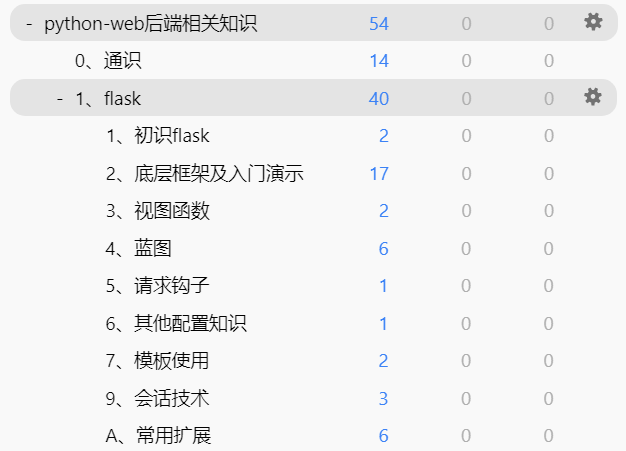 - python-web后端相关知识 54 0 0
0、通识 14 0 0
- 1、flask 40 0 0
1、初识flask 2 0 0
2、底层框架及入门演示 17 0 0
3、视图函数 2 0 0
4、蓝图 6 0 0
5、请求钩子 1 0 0
6、其他配置知识 1 0 0
7、模板使用 2 0 0
9、会话技术 3 0 0
A、常用扩展 6 0 0